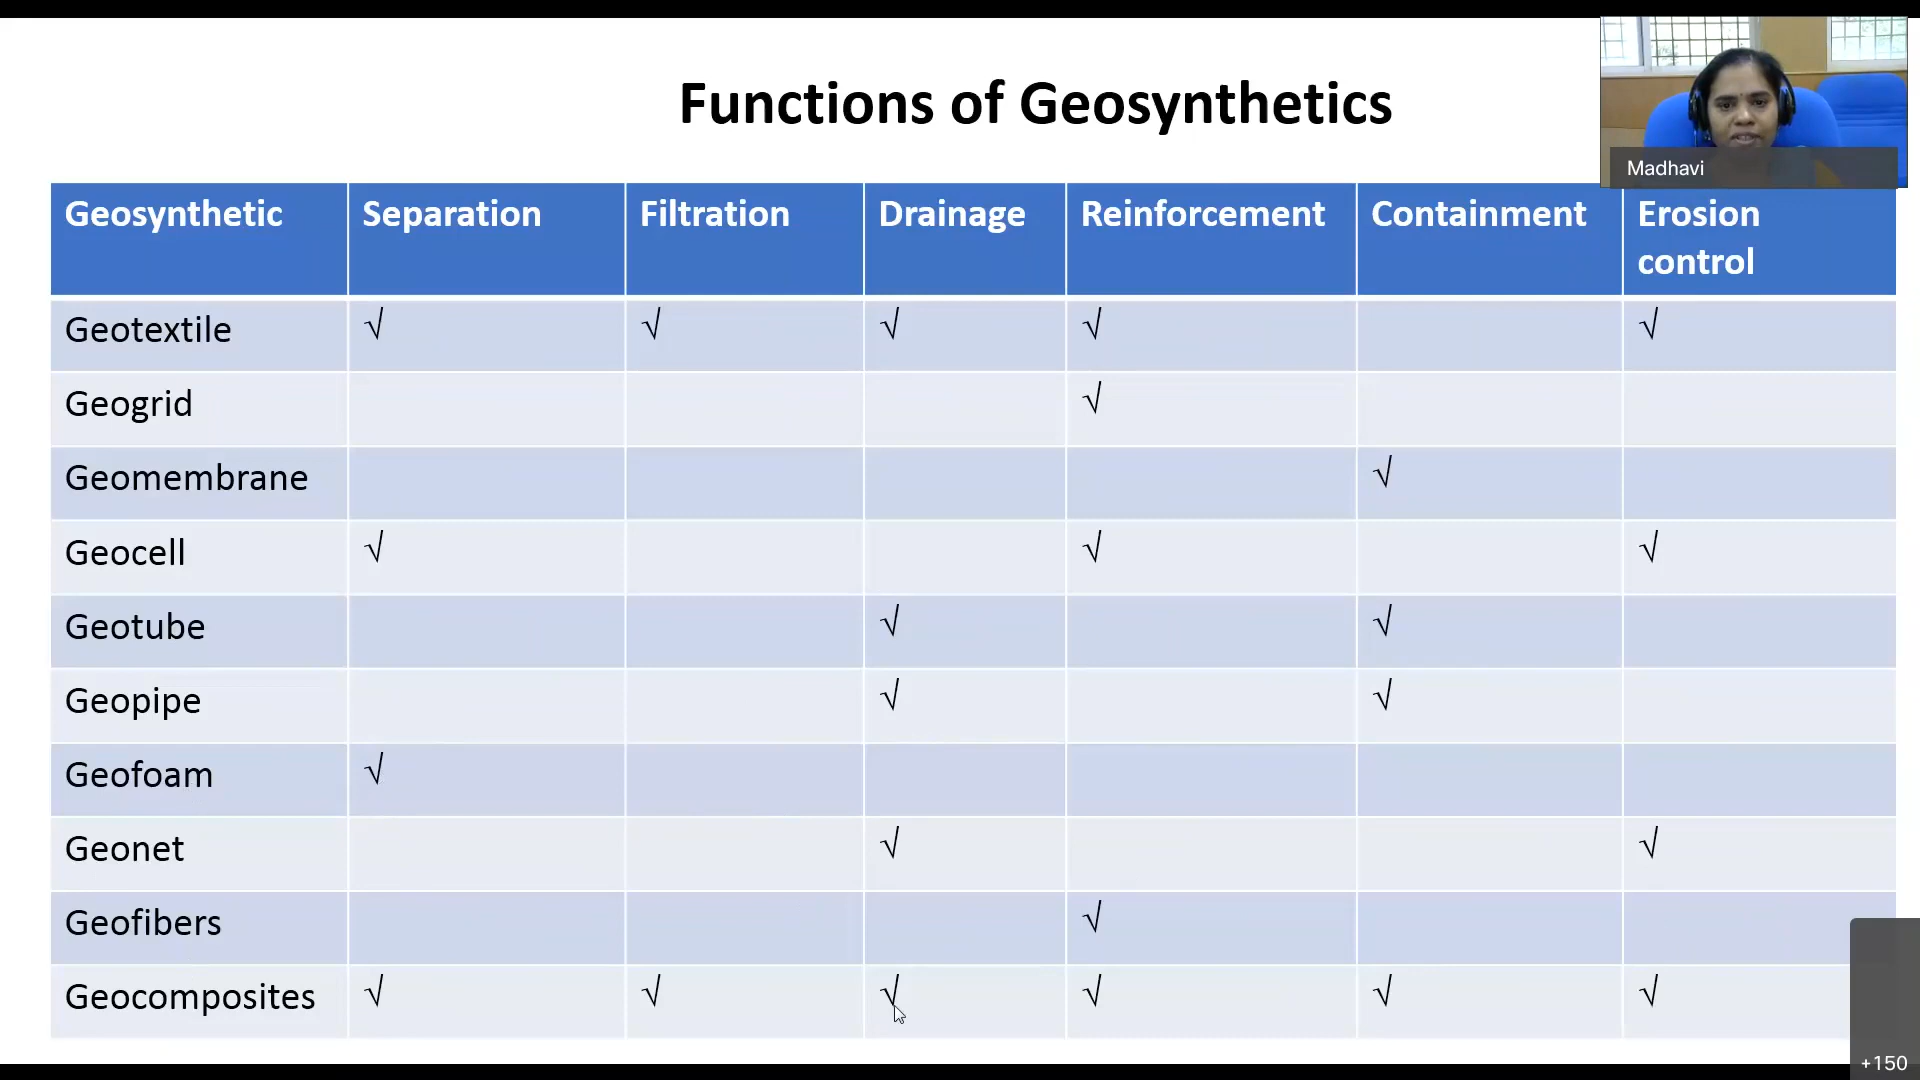 Functions of Geosynthetics
Madhavi
Geosynthetic Separation Filtration Drainage Reinforcement Containment Erosion control
Geotextile √ √ √ √ √
Geogrid √
Geomembrane √
Geocell √ √ √
Geotube √ √
Geopipe √ √
Geofoam √
Geonet √ √
Geofibers √
Geocomposites √ √ √ √ √ √
+150